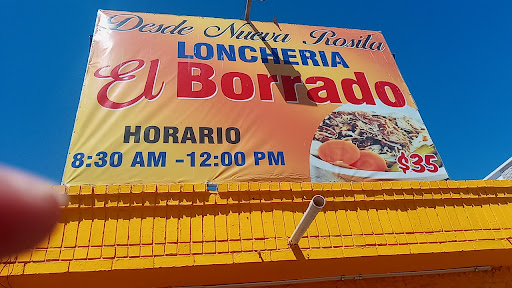 Desde Nueva Rosita
LONCHERIA
El Borrado
HORARIO
8:30 AM -12:00 PM
$35